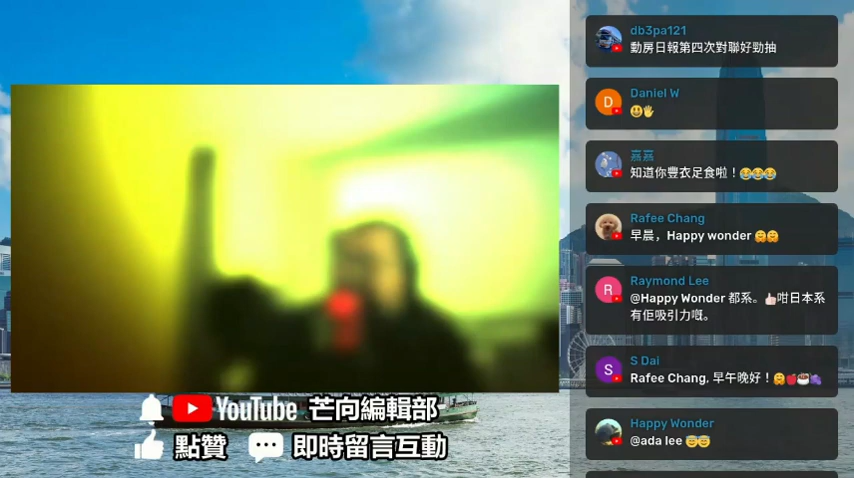 db3pa121
動房日報第四次對聯好勁抽
Daniel W
D
😃🖐
嘉嘉
知道你豐衣足食啦！😂😂😂
Rafee Chang
早晨，Happy wonder 🤗🤗
Raymond Lee
R
@Happy Wonder 都系。👍🏻咁日本系
有佢吸引力嘅。
S Dai
S
Rafee Chang, 早午晚好！🤗🍎☕🍇
Happy Wonder
@ada lee 😇😇
YouTube 芒向編輯部
點贊 即時留言互動